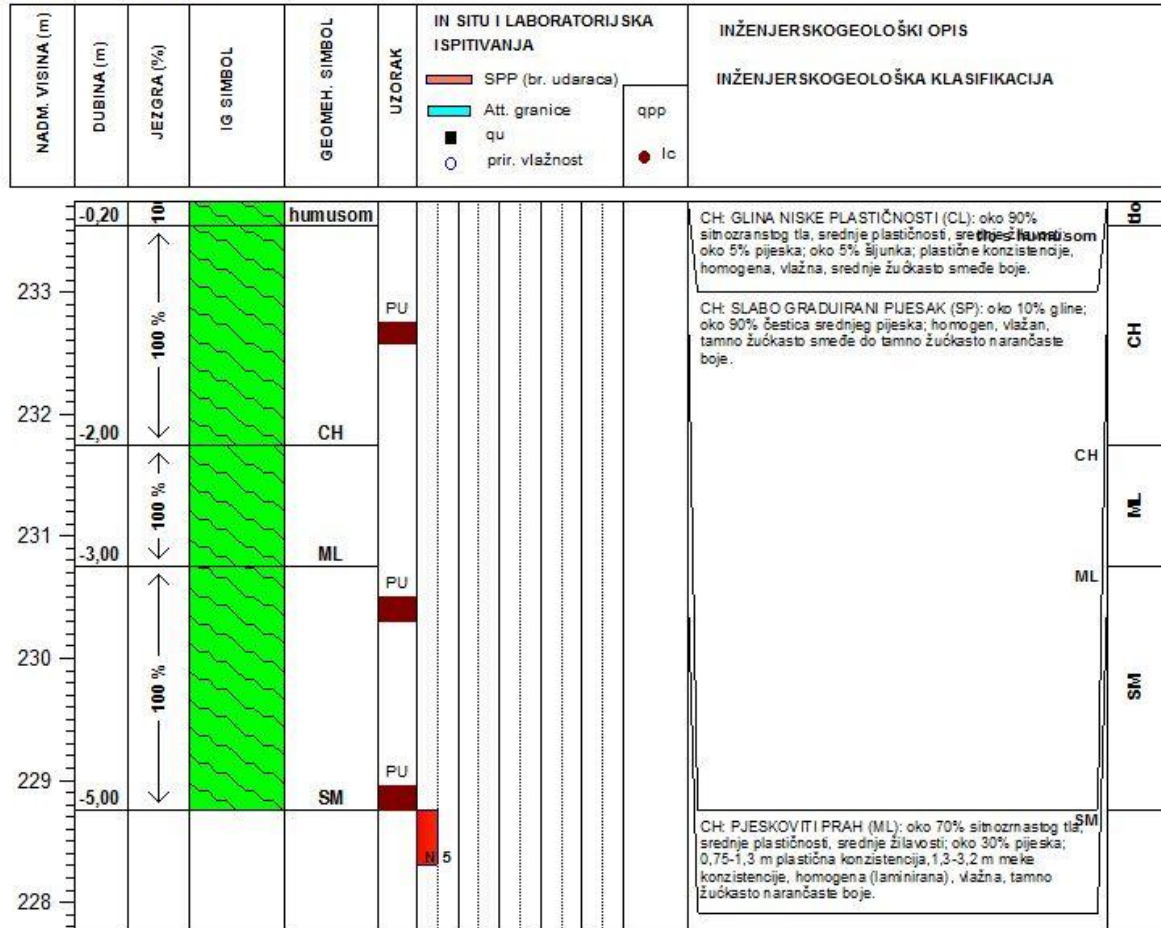 NADM. VISINA (m)
DUBINA (m)
JEZGRA (%)
IG SIMBOL
GEOMEH. SIMBOL
UZORAK
IN SITU I LABORATORIJSKA
ISPITIVANJA
SPP (br. udaraca)
Att. granice
qu
prir. vlažnost
qpp
Ic
INŽENJERSKOGEOLOŠKI OPIS
INŽENJERSKOGEOLOŠKA KLASIFIKACIJA
-0,20
humusom
tlo
CH: GLINA NISKE PLASTIČNOSTI (CL): oko 90%
sitnozranstog tla, srednje plastičnosti, srednje žilavosti;
tlo s humusom
oko 5% pijeska; oko 5% šljunka; plastične konzistencije,
homogena, vlažna, srednje žućkasto smeđe boje.
233
PU
100 %
CH: SLABO GRADUIRANI PIJESAK (SP): oko 10% gline;
oko 90% čestica srednjeg pijeska; homogen, vlažan,
tamno žućkasto smeđe do tamno žućkasto narančaste
boje.
CH
232
-2,00
CH
CH
100 %
ML
231
-3,00
ML
ML
PU
230
100 %
SM
229
PU
-5,00
SM
SM
CH: PJESKOVITI PRAH (ML): oko 70% sitnozrnastog tla,
srednje plastičnosti, srednje žilavosti; oko 30% pijeska;
0,75-1,3 m plastična konzistencija,1,3-3,2 m meke
konzistencije, homogena (laminirana), vlažna, tamno
žućkasto narančaste boje.
N 5
228